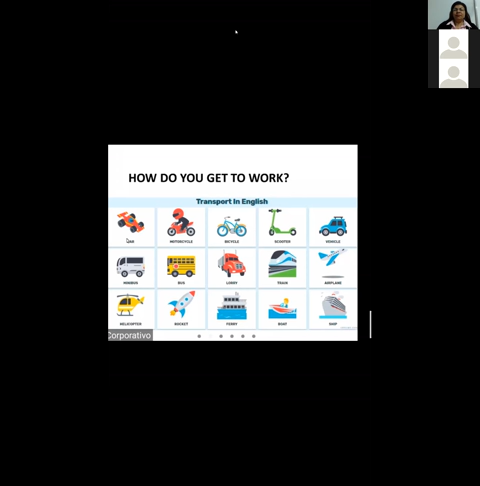 HOW DO YOU GET TO WORK?
Transport In English
CAR MOTORCYCLE BICYCLE SCOOTER VEHICLE
MINIBUS BUS LORRY TRAIN AIRPLANE
HELICOPTER ROCKET FERRY BOAT SHIP
Corporativo